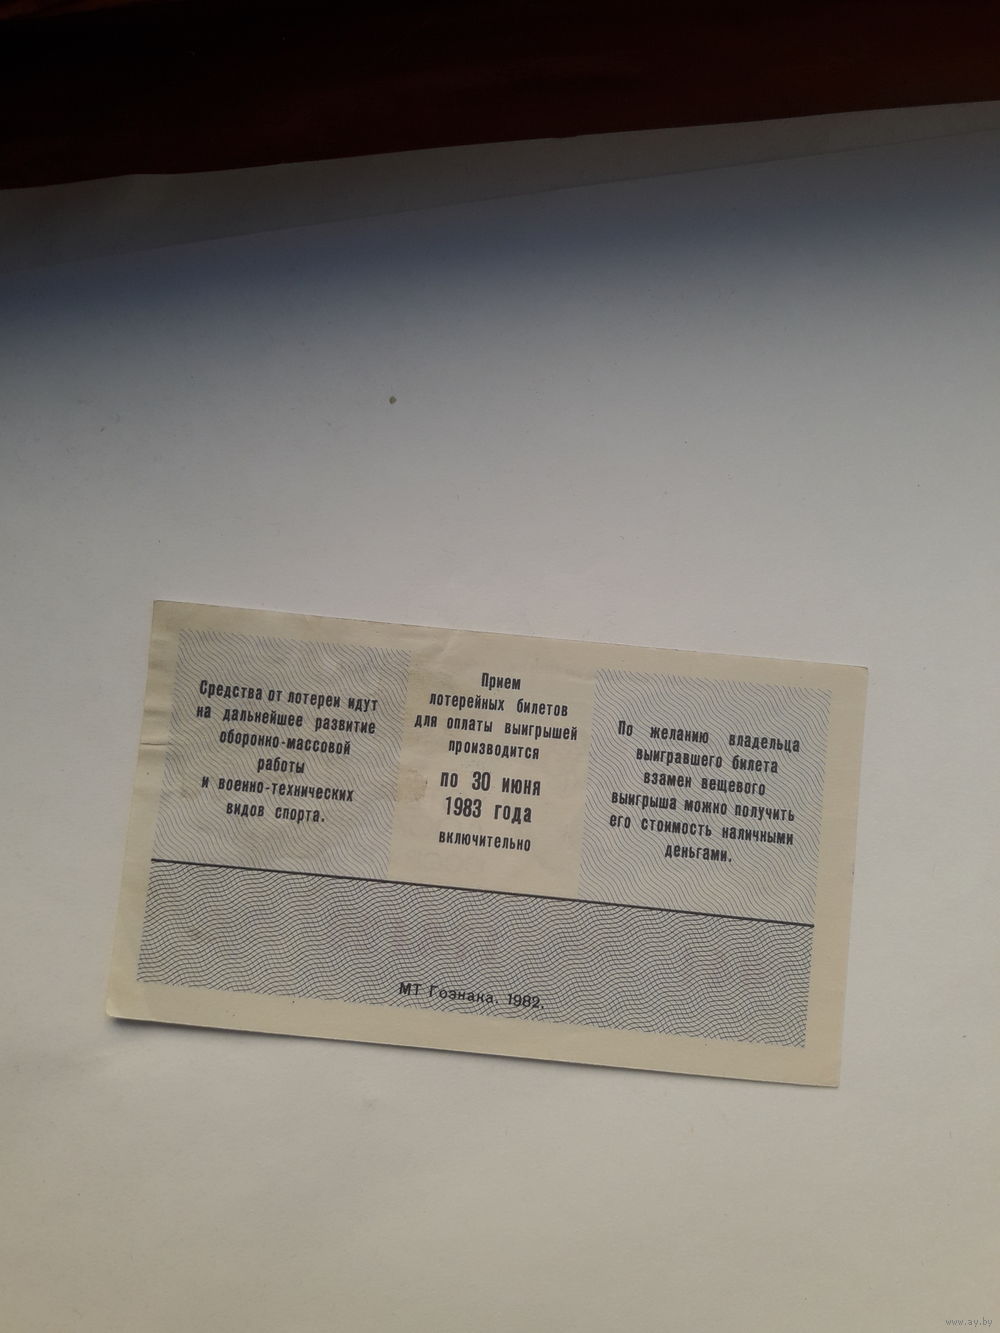 Средства от лотереи идут
на дальнейшее развитие
оборонно-массовой
работы
и военно-технических
видов спорта.
Прием
лотерейных билетов
для оплаты выигрышей
производится
по 30 июня
1983 года
включительно
По желанию владельца
выигравшего билета
взамен вещевого
выигрыша можно получить
его стоимость наличными
деньгами.
МТ Гознака. 1982.
www.ay.by